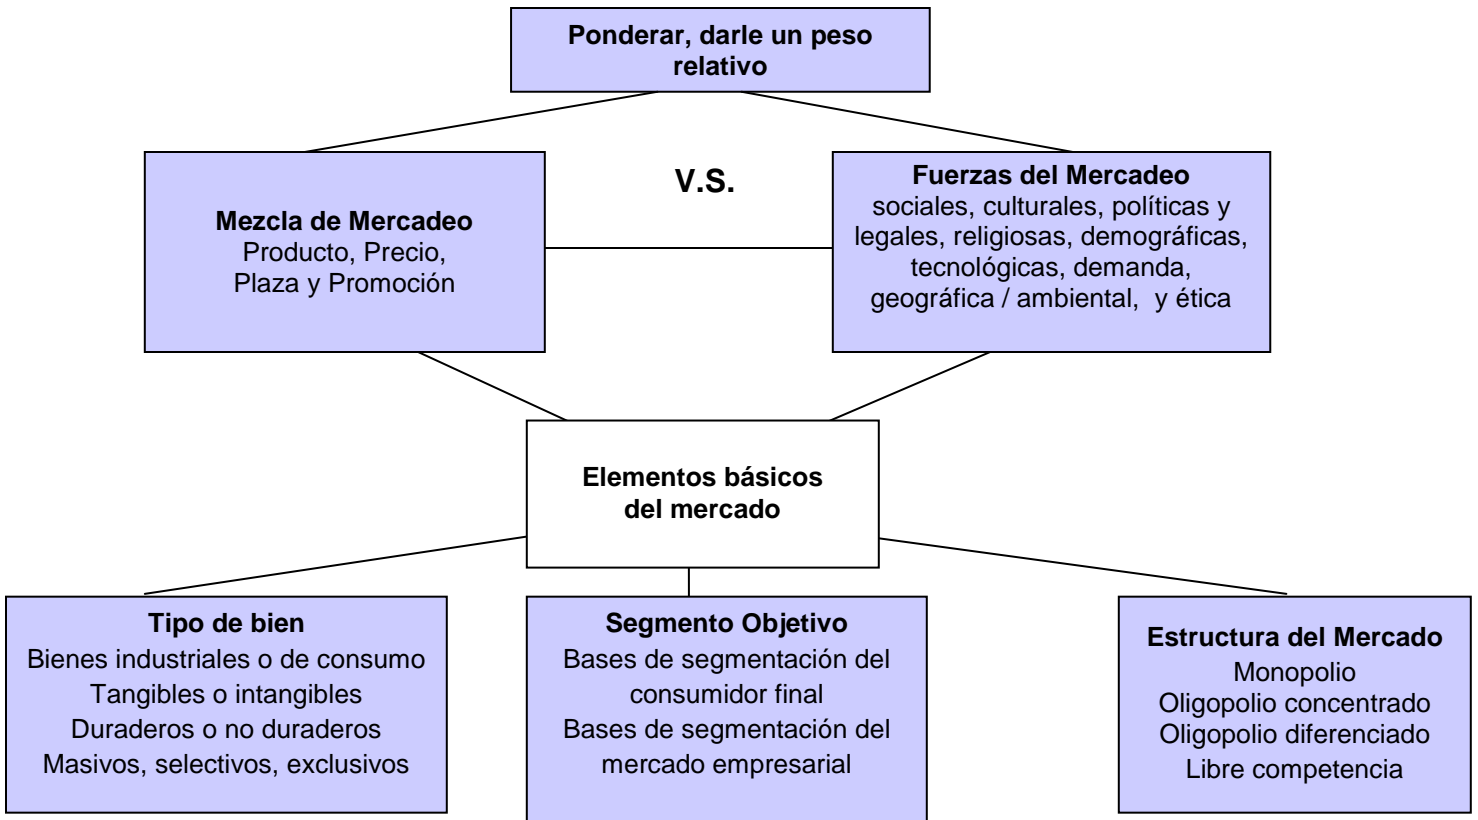 Ponderar, darle un peso
relativo
V.S.
Mezcla de Mercadeo
Producto, Precio,
Plaza y Promoción
Fuerzas del Mercadeo
sociales, culturales, políticas y
legales, religiosas, demográficas,
tecnológicas, demanda,
geográfica / ambiental, y ética
Elementos básicos
del mercado
Tipo de bien
Bienes industriales o de consumo
Tangibles o intangibles
Duraderos o no duraderos
Masivos, selectivos, exclusivos
Segmento Objetivo
Bases de segmentación del
consumidor final
Bases de segmentación del
mercado empresarial
Estructura del Mercado
Monopolio
Oligopolio concentrado
Oligopolio diferenciado
Libre competencia